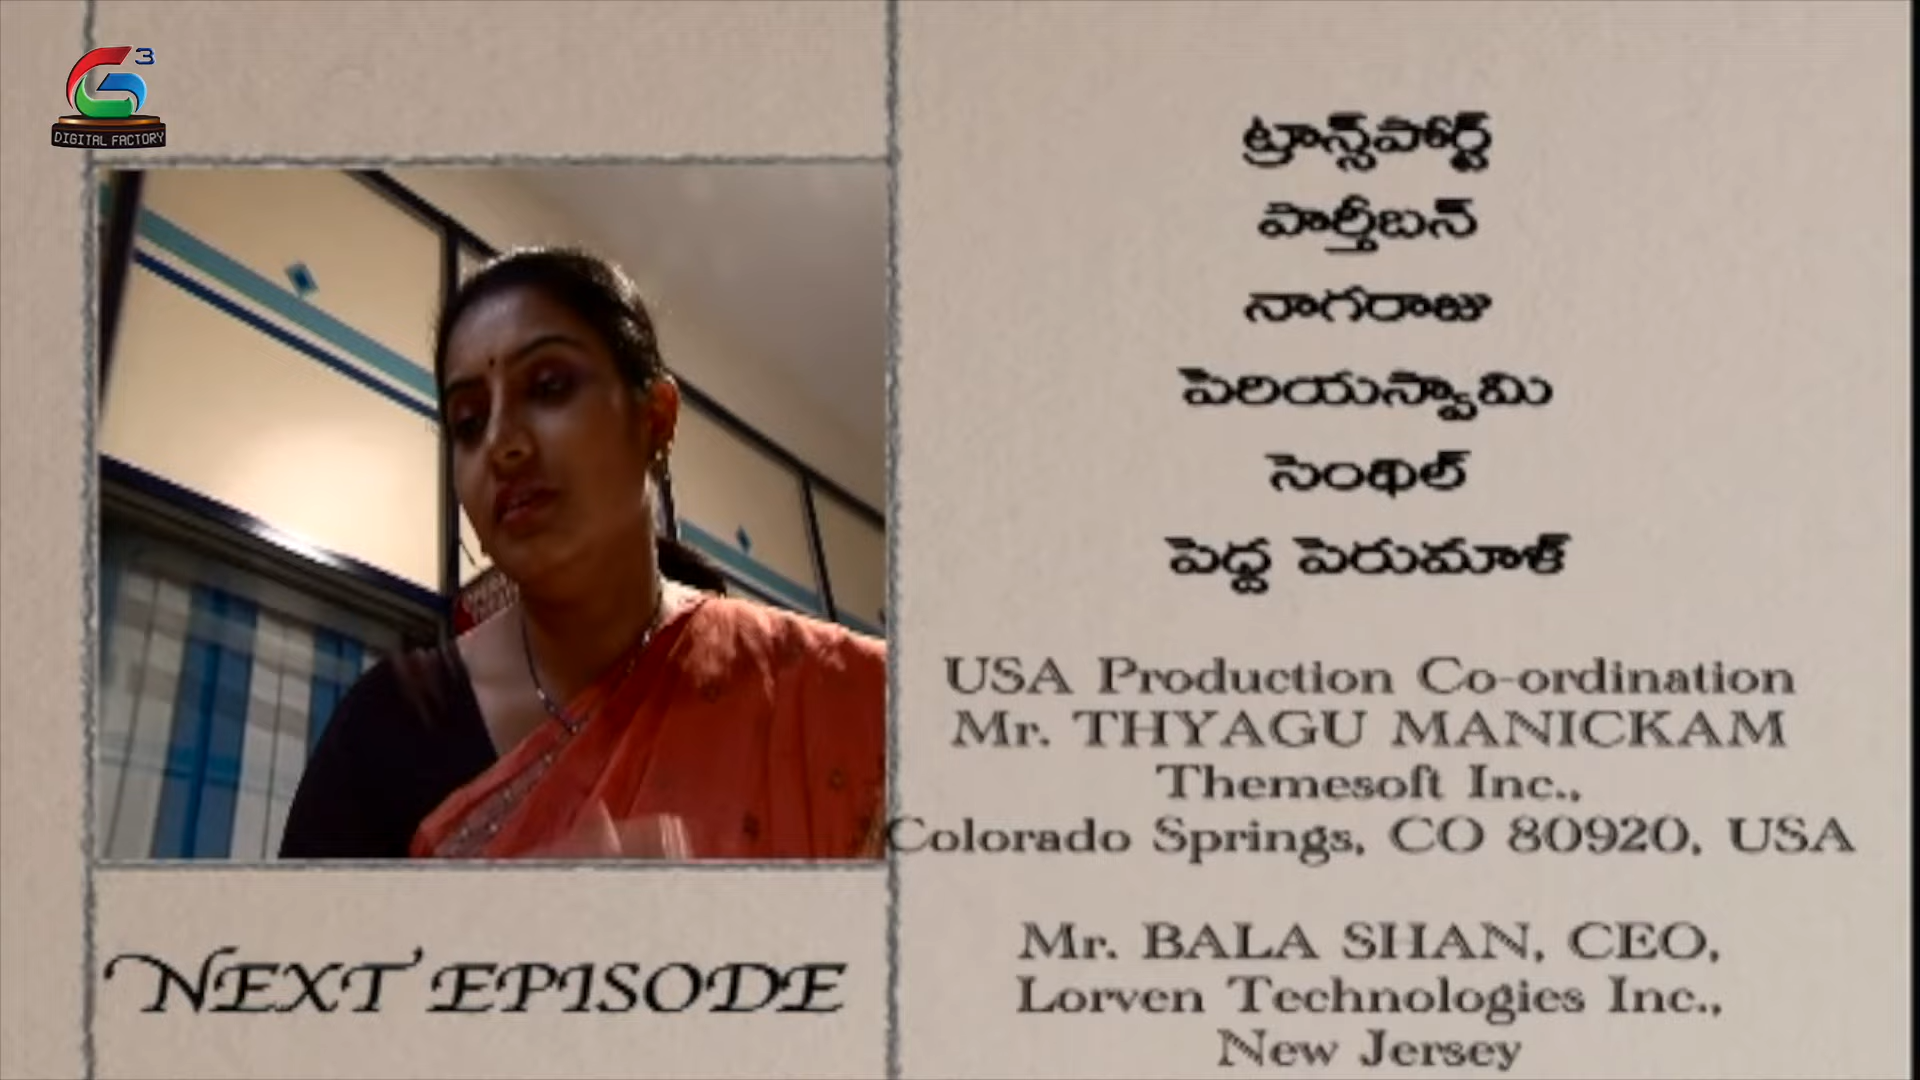 G3
DIGITAL FACTORY
ట్రాన్స్‌పోర్ట్
పార్తీబన్
నాగరాజు
పెరియస్వామి
సెంథిల్
పెద్ద పెరుమాళ్
USA Production Co-ordination
Mr. THYAGU MANICKAM
Themesoft Inc.,
Colorado Springs, CO 80920, USA
Mr. BALA SHAN, CEO,
Lorven Technologies Inc.,
New Jersey
NEXT EPISODE